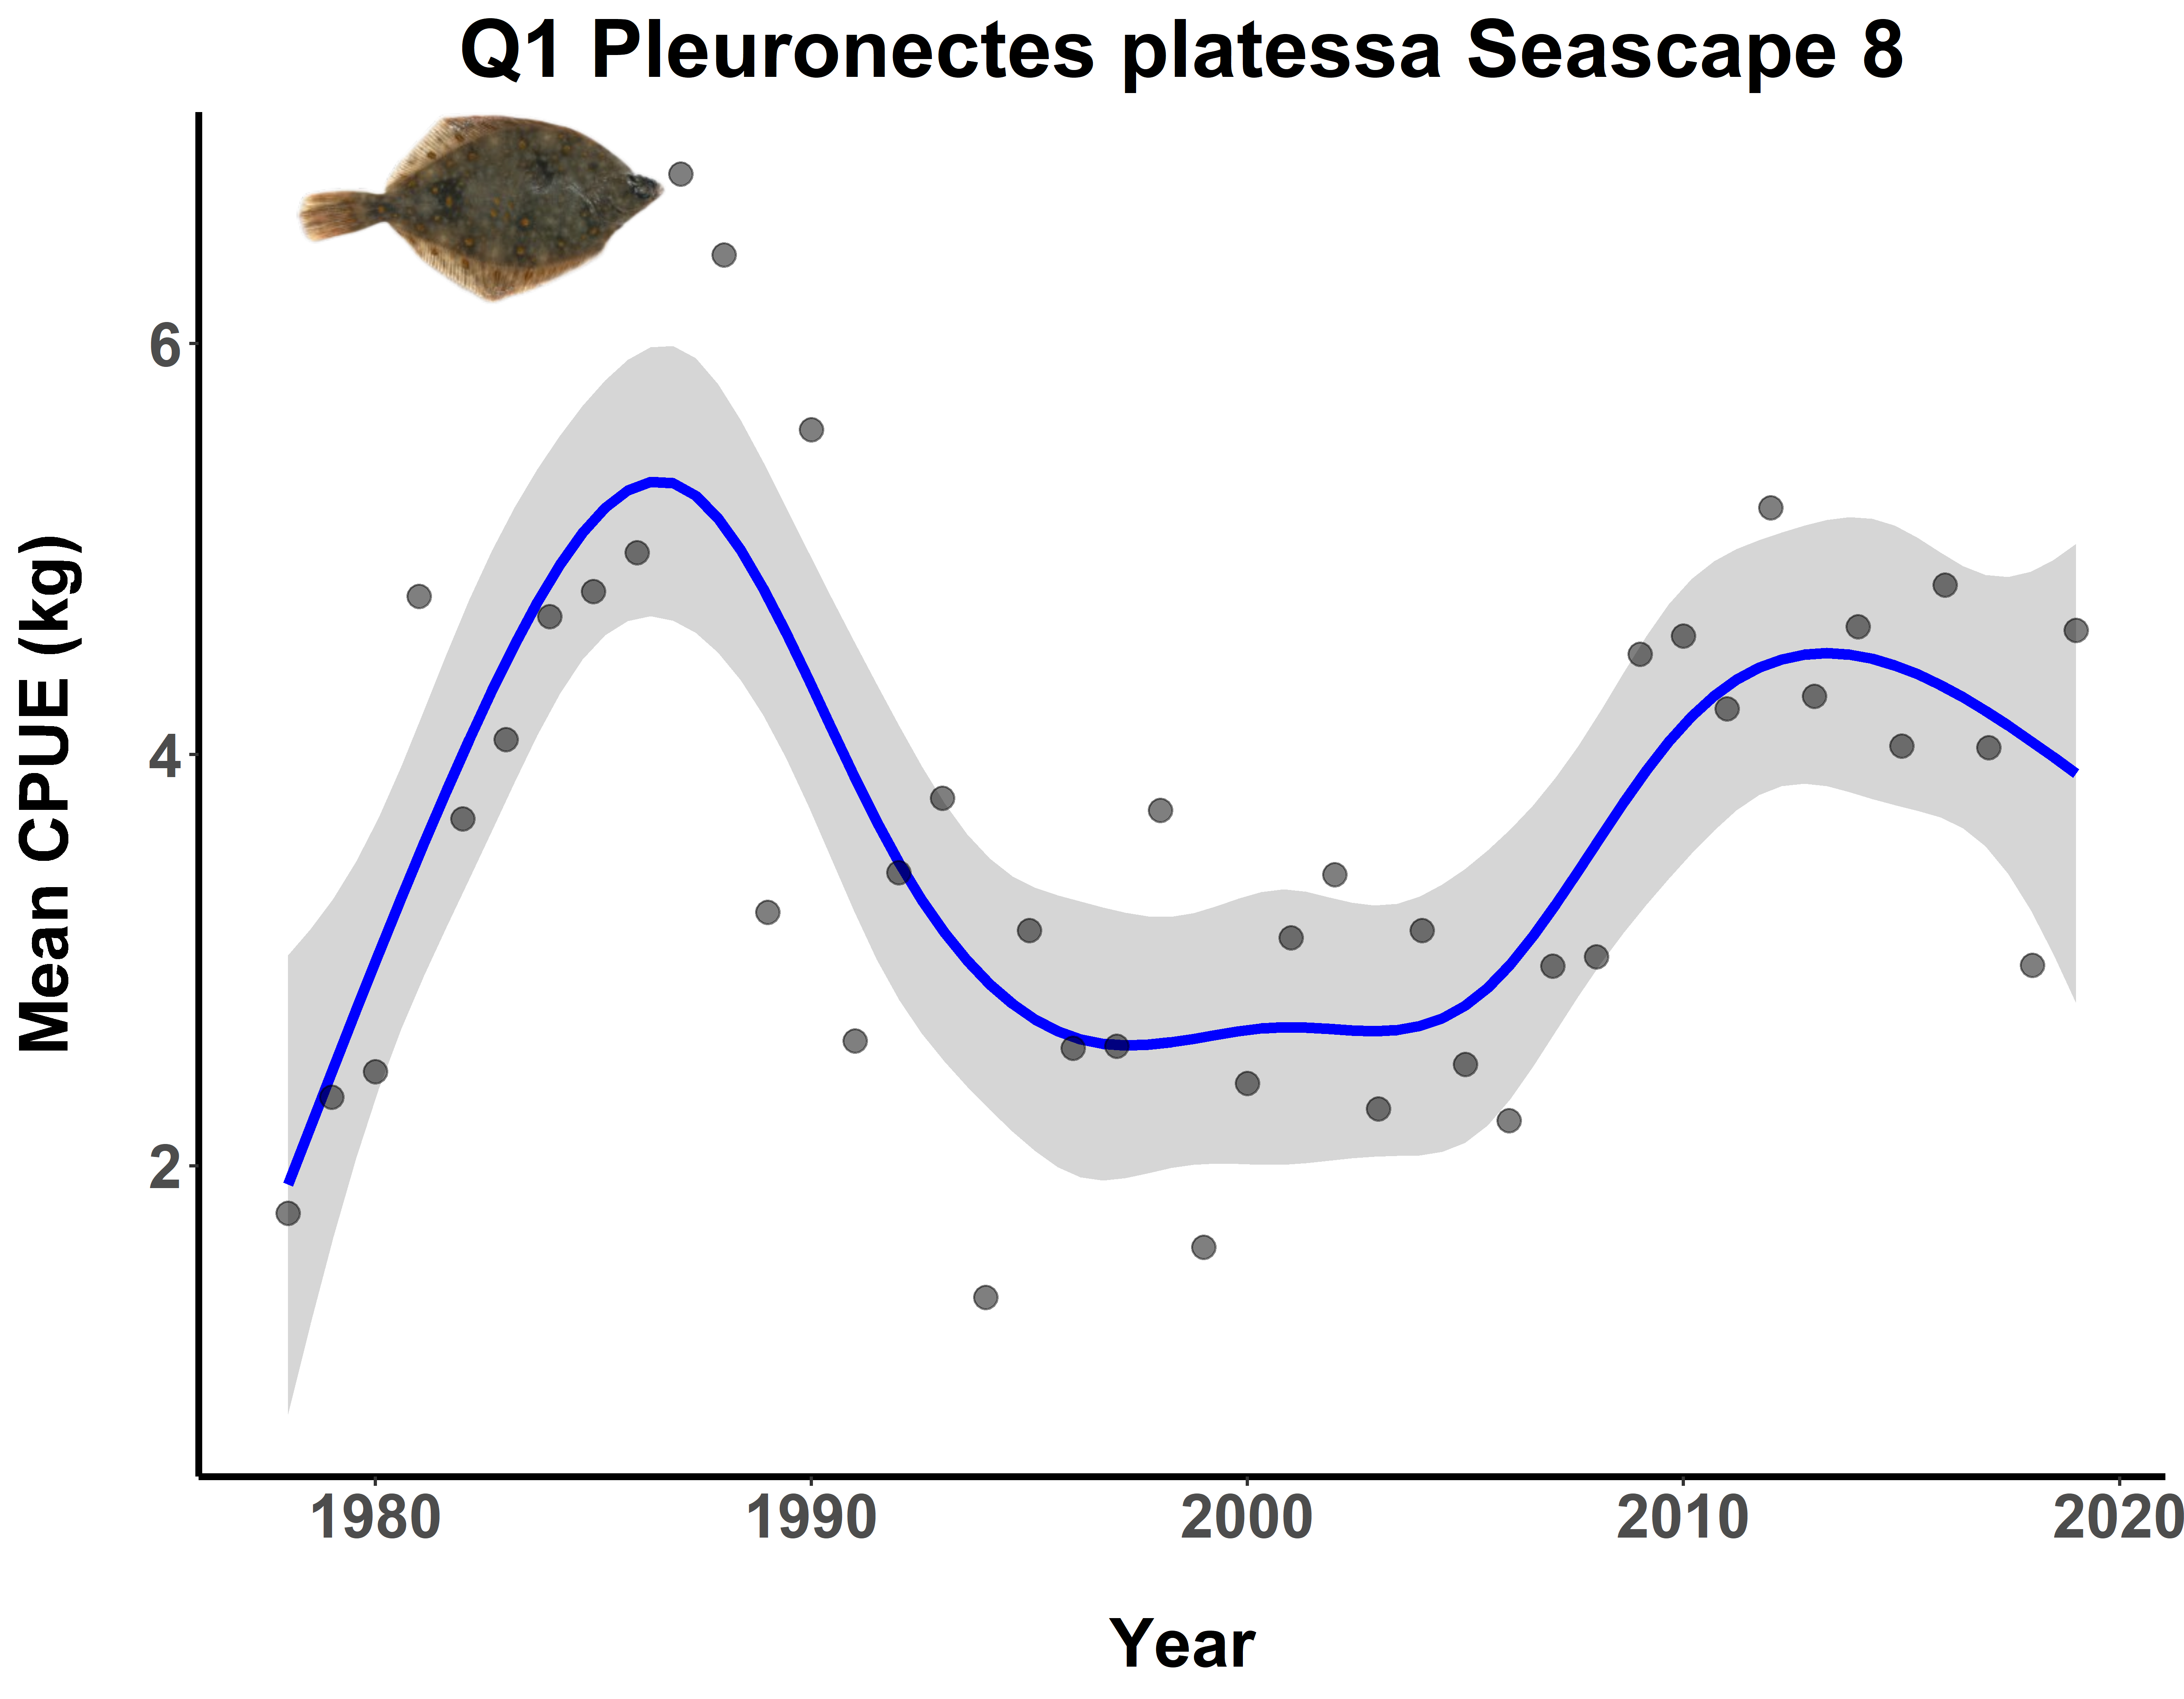 Q1 Pleuronectes platessa Seascape 8
Mean CPUE (kg)
6
4
2
1980 1990 2000 2010 2020
Year